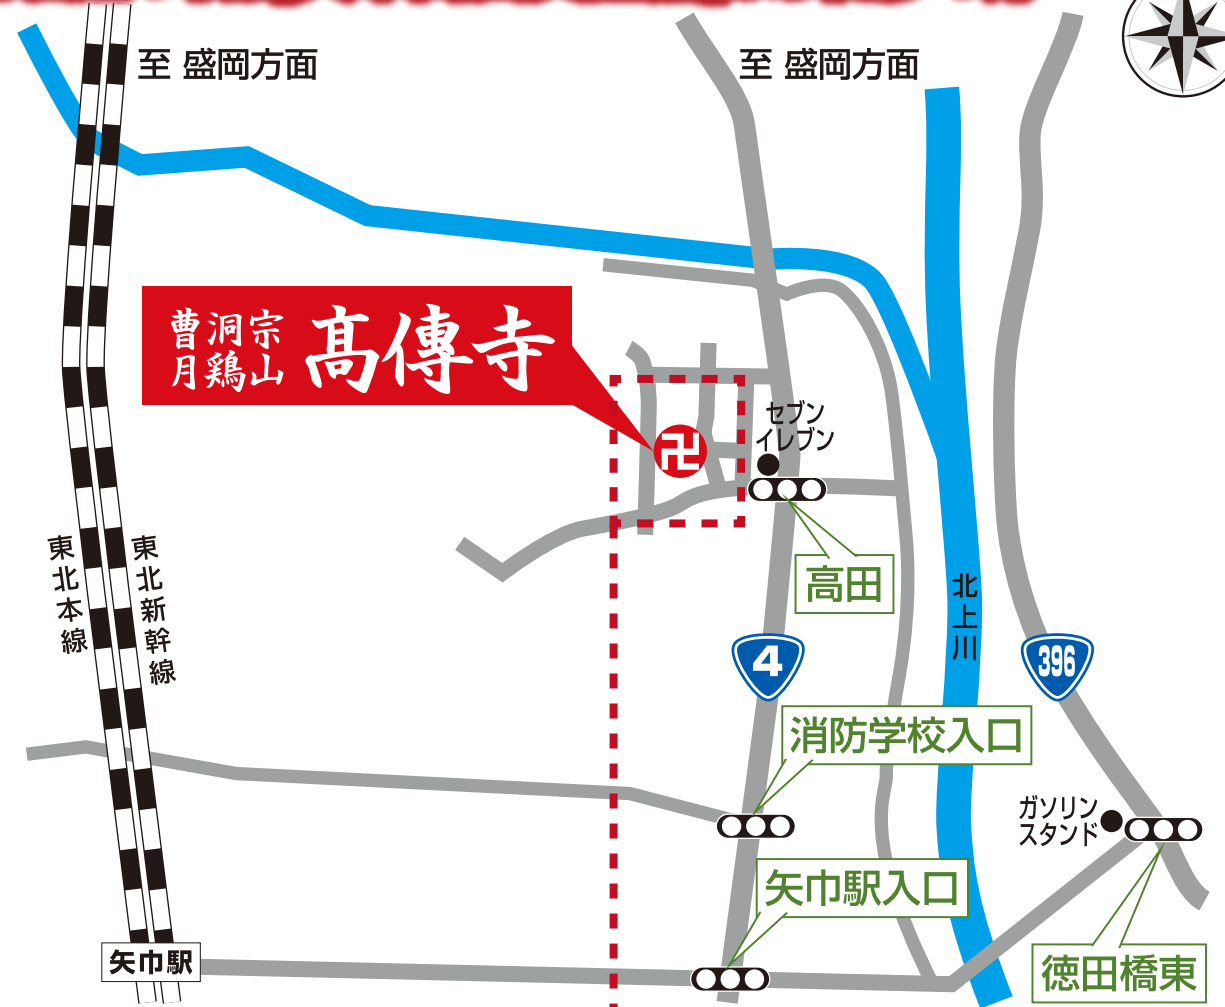 至 盛岡方面
至 盛岡方面
曹洞宗
月鶏山
髙傳寺
卍
セブン
イレブン
高田
東北本線
東北新幹線
北上川
4
396
消防学校入口
ガソリン
スタンド
矢巾駅入口
矢巾駅
徳田橋東